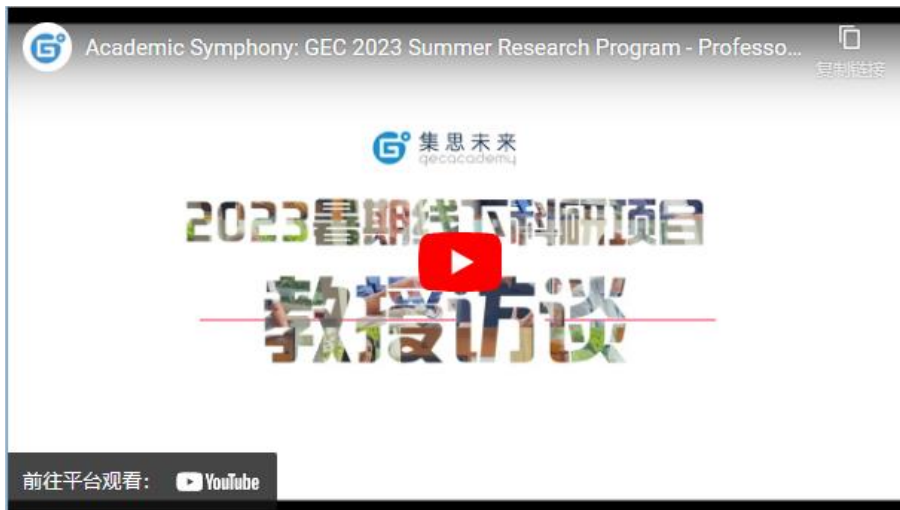 Academic Symphony: GEC 2023 Summer Research Program - Professo...
复制链接
集思未来
gecacademy
2023暑期线下科研项目
教授访谈
前往平台观看：
YouTube